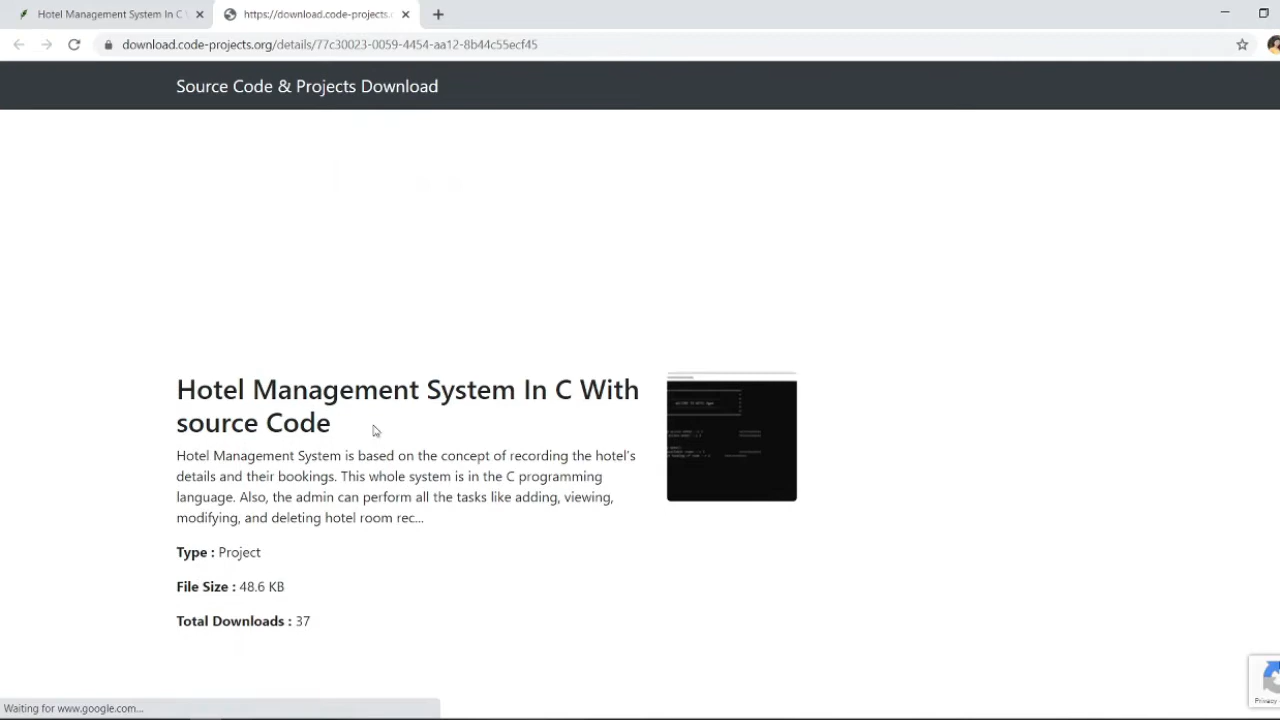 Hotel Management System In C
https://download.code-projects.
download.code-projects.org/details/77c30023-0059-4454-aa12-8b44c55ecf45
Source Code & Projects Download
Hotel Management System In C With
source Code
Hotel Management System is based on the concept of recording the hotel's
details and their bookings. This whole system is in the C programming
language. Also, the admin can perform all the tasks like adding, viewing,
modifying, and deleting hotel room rec...
Type : Project
File Size : 48.6 KB
Total Downloads : 37
Privacy
Waiting for www.google.com...